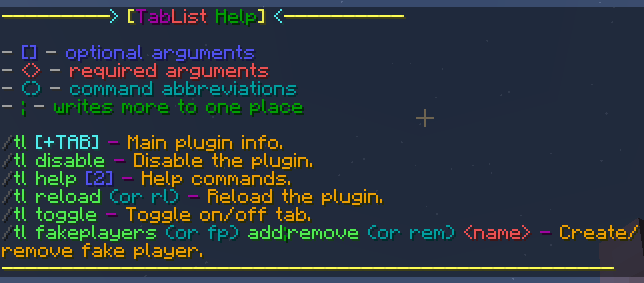 ──────────> [TabList Help] <───────────
- [] - optional arguments
- <> - required arguments
- () - command abbreviations
- ; - writes more to one place
/tl [+TAB] - Main plugin info.
/tl disable - Disable the plugin.
/tl help [2] - Help commands.
/tl reload (or rl) - Reload the plugin.
/tl toggle - Toggle on/off tab.
/tl fakeplayers (or fp) add;remove (or rem) <name> - Create/
remove fake player.